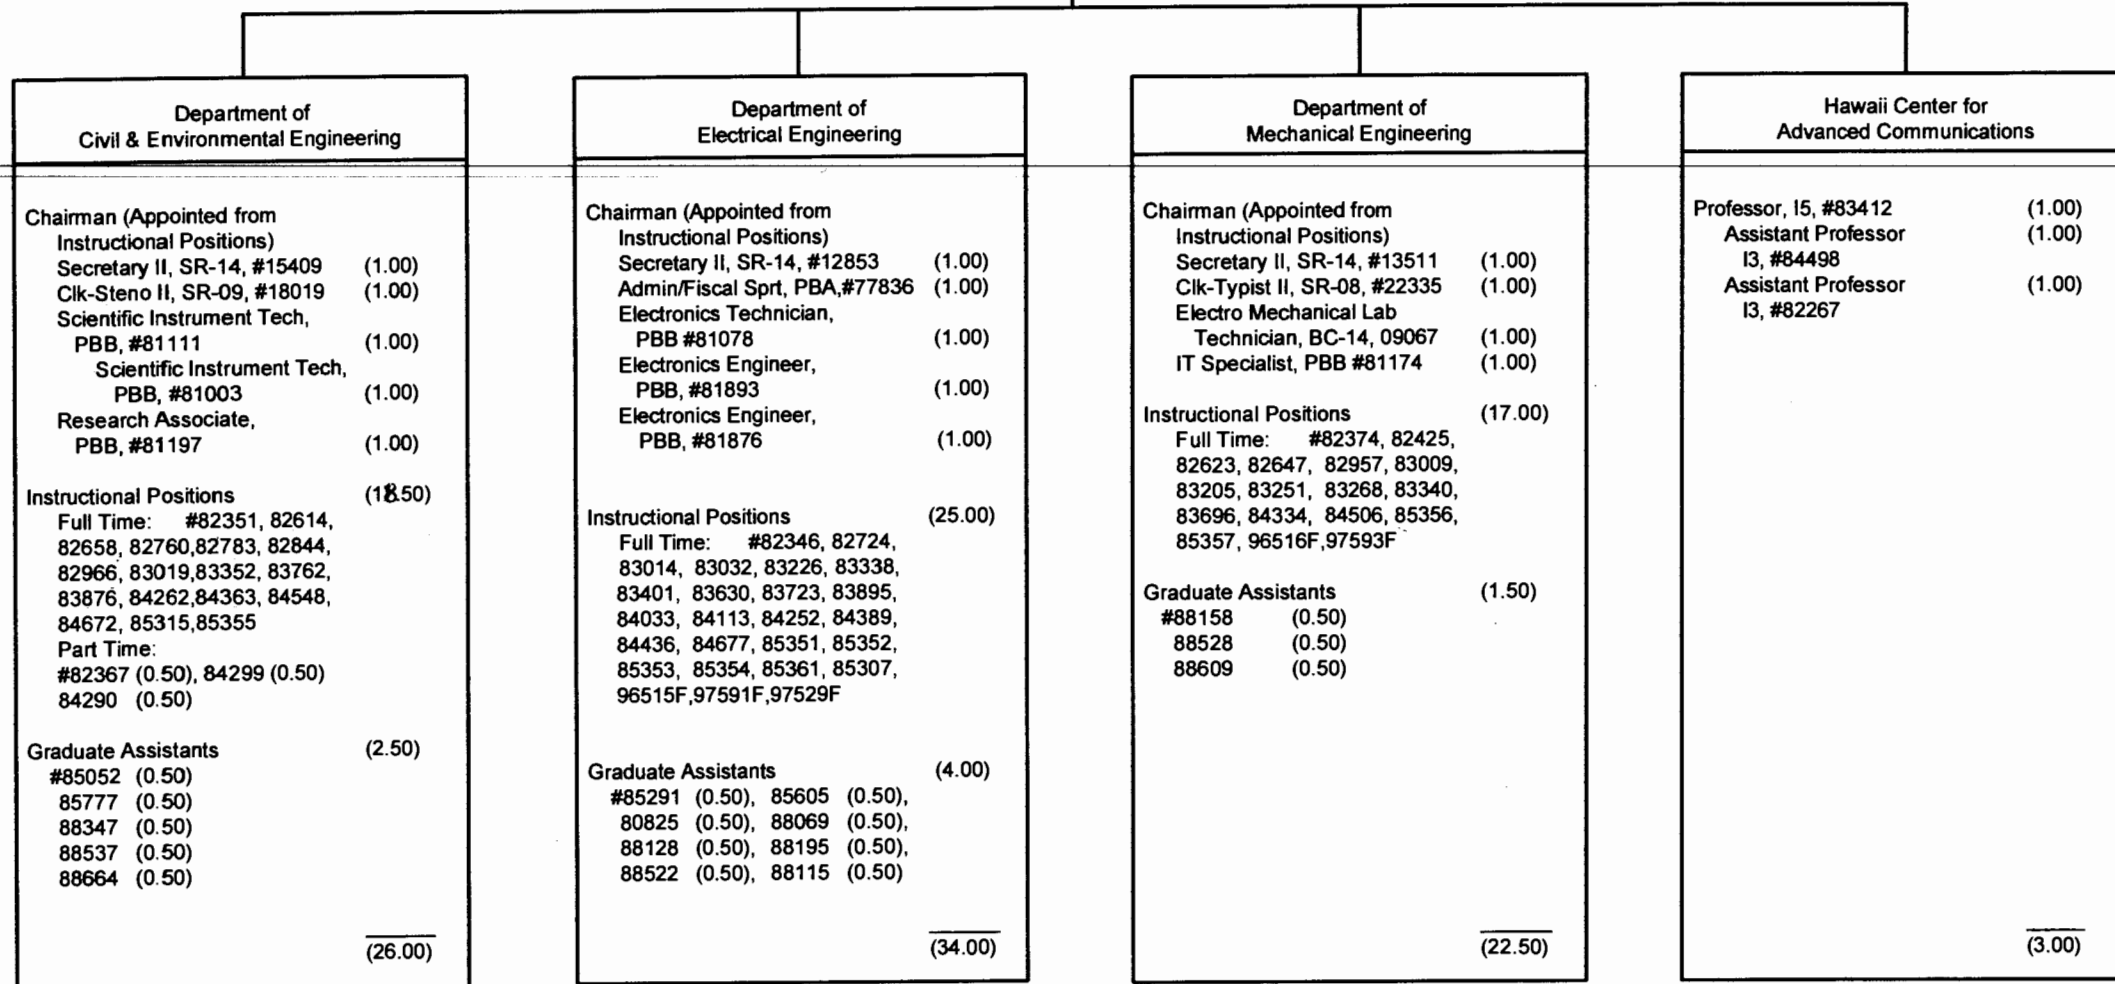 Department of
Civil & Environmental Engineering
Chairman (Appointed from
Instructional Positions)
Secretary II, SR-14, #15409 (1.00)
Clk-Steno II, SR-09, #18019 (1.00)
Scientific Instrument Tech,
PBB, #81111 (1.00)
Scientific Instrument Tech,
PBB, #81003 (1.00)
Research Associate,
PBB, #81197 (1.00)
Instructional Positions (18.50)
Full Time: #82351, 82614,
82658, 82760,82783, 82844,
82966, 83019,83352, 83762,
83876, 84262,84363, 84548,
84672, 85315,85355
Part Time:
#82367 (0.50), 84299 (0.50)
84290 (0.50)
Graduate Assistants (2.50)
#85052 (0.50)
85777 (0.50)
88347 (0.50)
88537 (0.50)
88664 (0.50)
(26.00)
Department of
Electrical Engineering
Chairman (Appointed from
Instructional Positions)
Secretary II, SR-14, #12853 (1.00)
Admin/Fiscal Sprt, PBA,#77836 (1.00)
Electronics Technician,
PBB #81078 (1.00)
Electronics Engineer,
PBB, #81893 (1.00)
Electronics Engineer,
PBB, #81876 (1.00)
Instructional Positions (25.00)
Full Time: #82346, 82724,
83014, 83032, 83226, 83338,
83401, 83630, 83723, 83895,
84033, 84113, 84252, 84389,
84436, 84677, 85351, 85352,
85353, 85354, 85361, 85307,
96515F,97591F,97529F
Graduate Assistants (4.00)
#85291 (0.50), 85605 (0.50),
80825 (0.50), 88069 (0.50),
88128 (0.50), 88195 (0.50),
88522 (0.50), 88115 (0.50)
(34.00)
Department of
Mechanical Engineering
Chairman (Appointed from
Instructional Positions)
Secretary II, SR-14, #13511 (1.00)
Clk-Typist II, SR-08, #22335 (1.00)
Electro Mechanical Lab
Technician, BC-14, 09067 (1.00)
IT Specialist, PBB #81174 (1.00)
Instructional Positions (17.00)
Full Time: #82374, 82425,
82623, 82647, 82957, 83009,
83205, 83251, 83268, 83340,
83696, 84334, 84506, 85356,
85357, 96516F,97593F
Graduate Assistants (1.50)
#88158 (0.50)
88528 (0.50)
88609 (0.50)
(22.50)
Hawaii Center for
Advanced Communications
Professor, I5, #83412 (1.00)
Assistant Professor (1.00)
I3, #84498
Assistant Professor (1.00)
I3, #82267
(3.00)